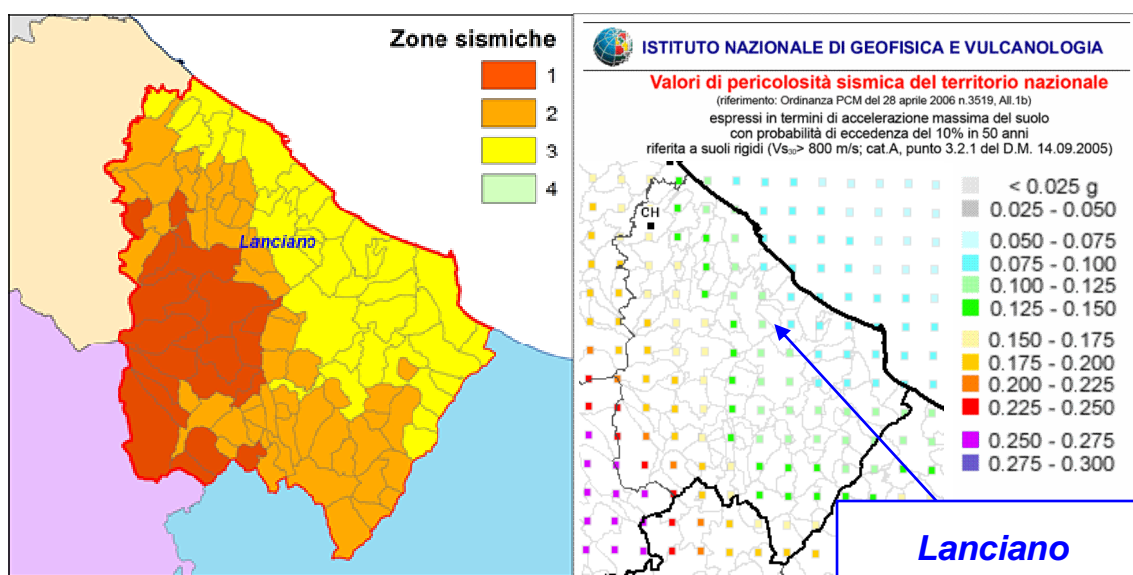 Zone sismiche
1
2
3
4
Lanciano
ISTITUTO NAZIONALE DI GEOFISICA E VULCANOLOGIA
Valori di pericolosità sismica del territorio nazionale
(riferimento: Ordinanza PCM del 28 aprile 2006 n.3519, All.1b)
espressi in termini di accelerazione massima del suolo
con probabilità di eccedenza del 10% in 50 anni
riferita a suoli rigidi (Vs₃₀> 800 m/s; cat.A, punto 3.2.1 del D.M. 14.09.2005)
CH
< 0.025 g
0.025 - 0.050
0.050 - 0.075
0.075 - 0.100
0.100 - 0.125
0.125 - 0.150
0.150 - 0.175
0.175 - 0.200
0.200 - 0.225
0.225 - 0.250
0.250 - 0.275
0.275 - 0.300
Lanciano